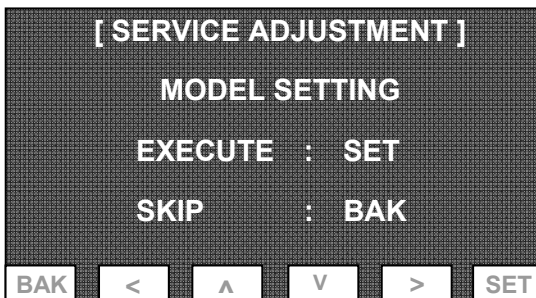 [ SERVICE ADJUSTMENT ]
MODEL SETTING
EXECUTE : SET
SKIP : BAK
BAK < ʌ V > SET